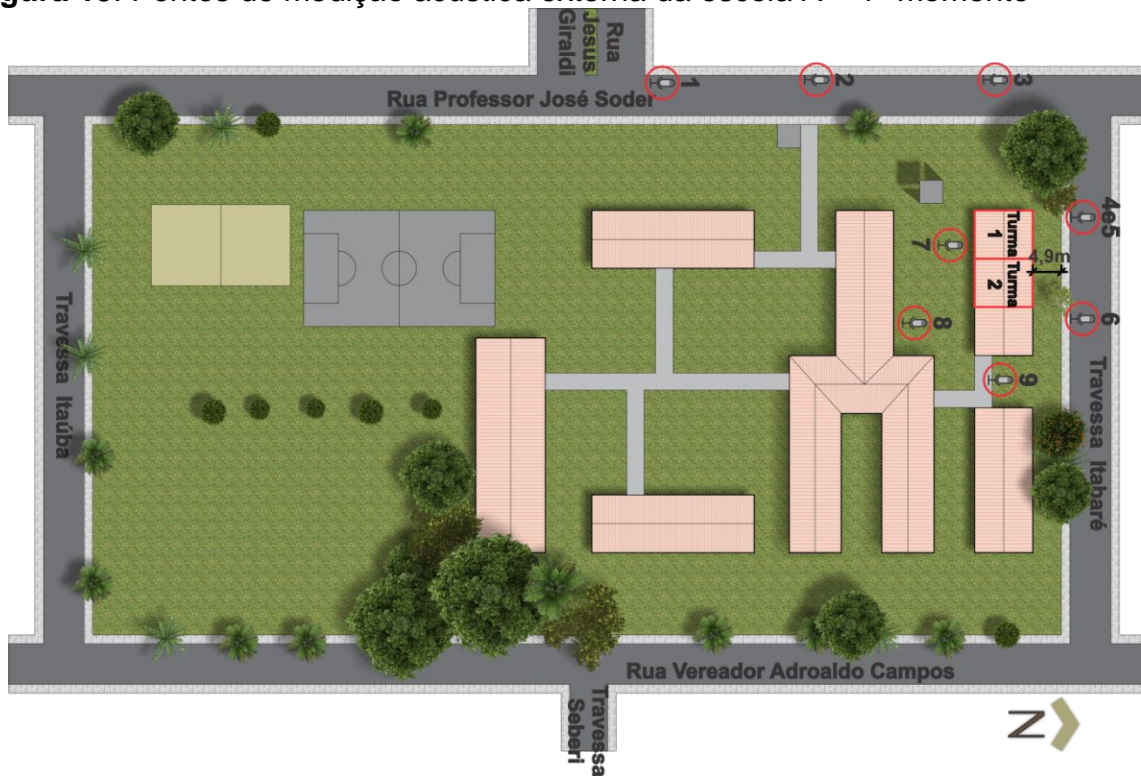 Rua
Jesus
Giraldi
Rua Professor José Soder
1
2
3
4e5
6
7
8
9
Turma
1
Turma
2
4,9m
Travessa Itaúba
Travessa Itabaré
Rua Vereador Adroaldo Campos
Travessa
Seberi
N